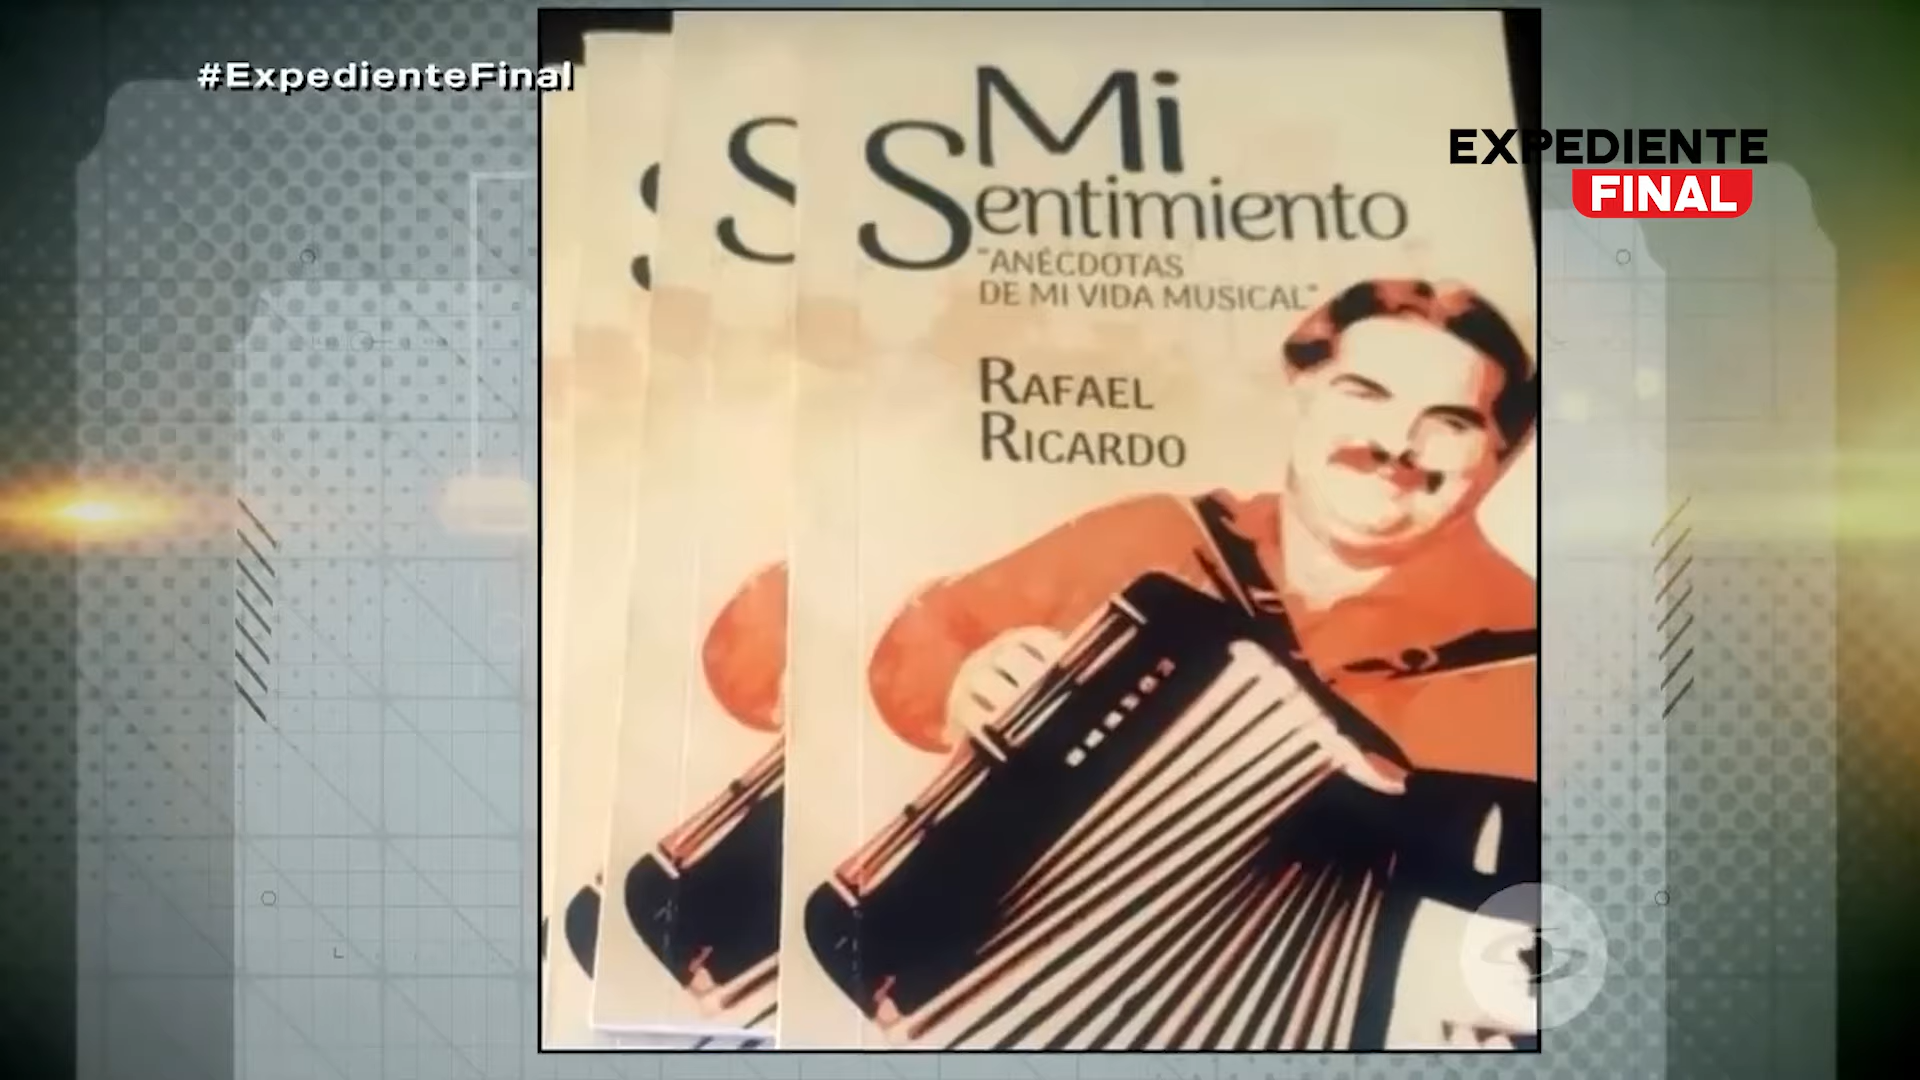 #ExpedienteFinal
EXPEDIENTE
FINAL
Mi
Sentimiento
"ANÉCDOTAS
DE MI VIDA MUSICAL"
RAFAEL
RICARDO
S
S